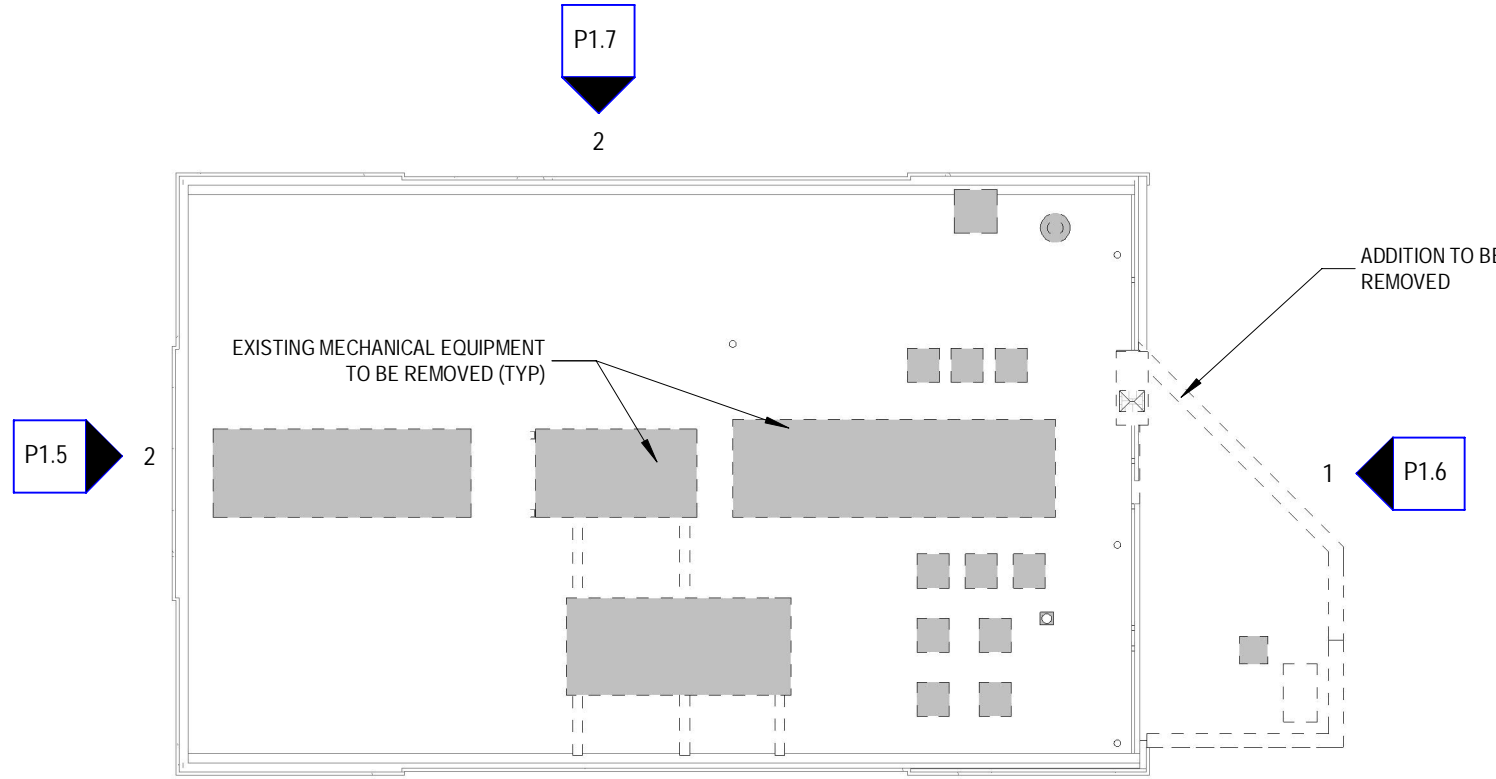 P1.7
2
ADDITION TO BE
REMOVED
EXISTING MECHANICAL EQUIPMENT
TO BE REMOVED (TYP)
P1.5
2
1
P1.6